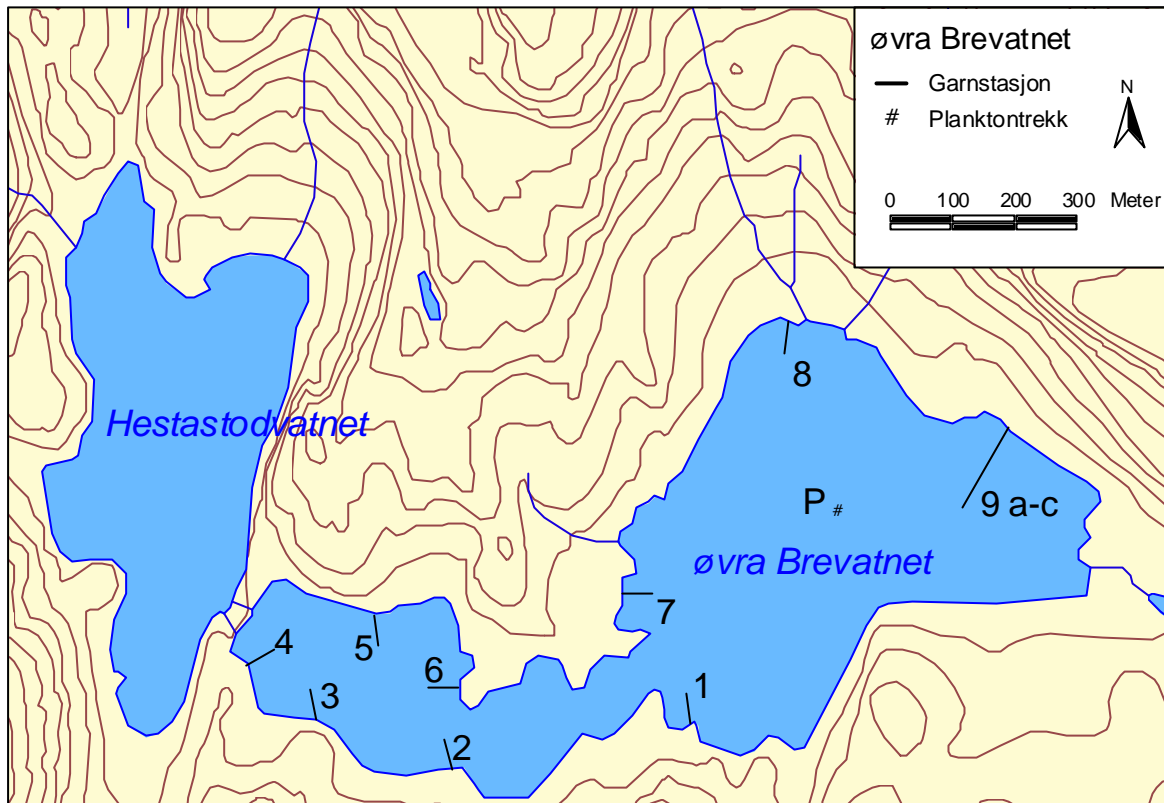 øvra Brevatnet
Garnstasjon
# Planktontrekk
N
0 100 200 300 Meter
8
Hestastodvatnet
P #
9 a-c
øvra Brevatnet
7
5
4
6
3
1
2